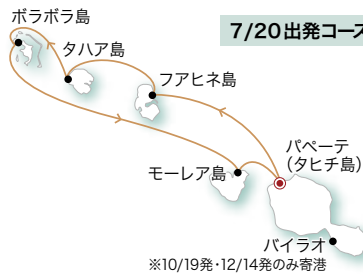 ボラボラ島
7/20出発コース
タハア島
フアヒネ島
パペーテ
(タヒチ島)
モーレア島
バイラオ
※10/19発・12/14発のみ寄港